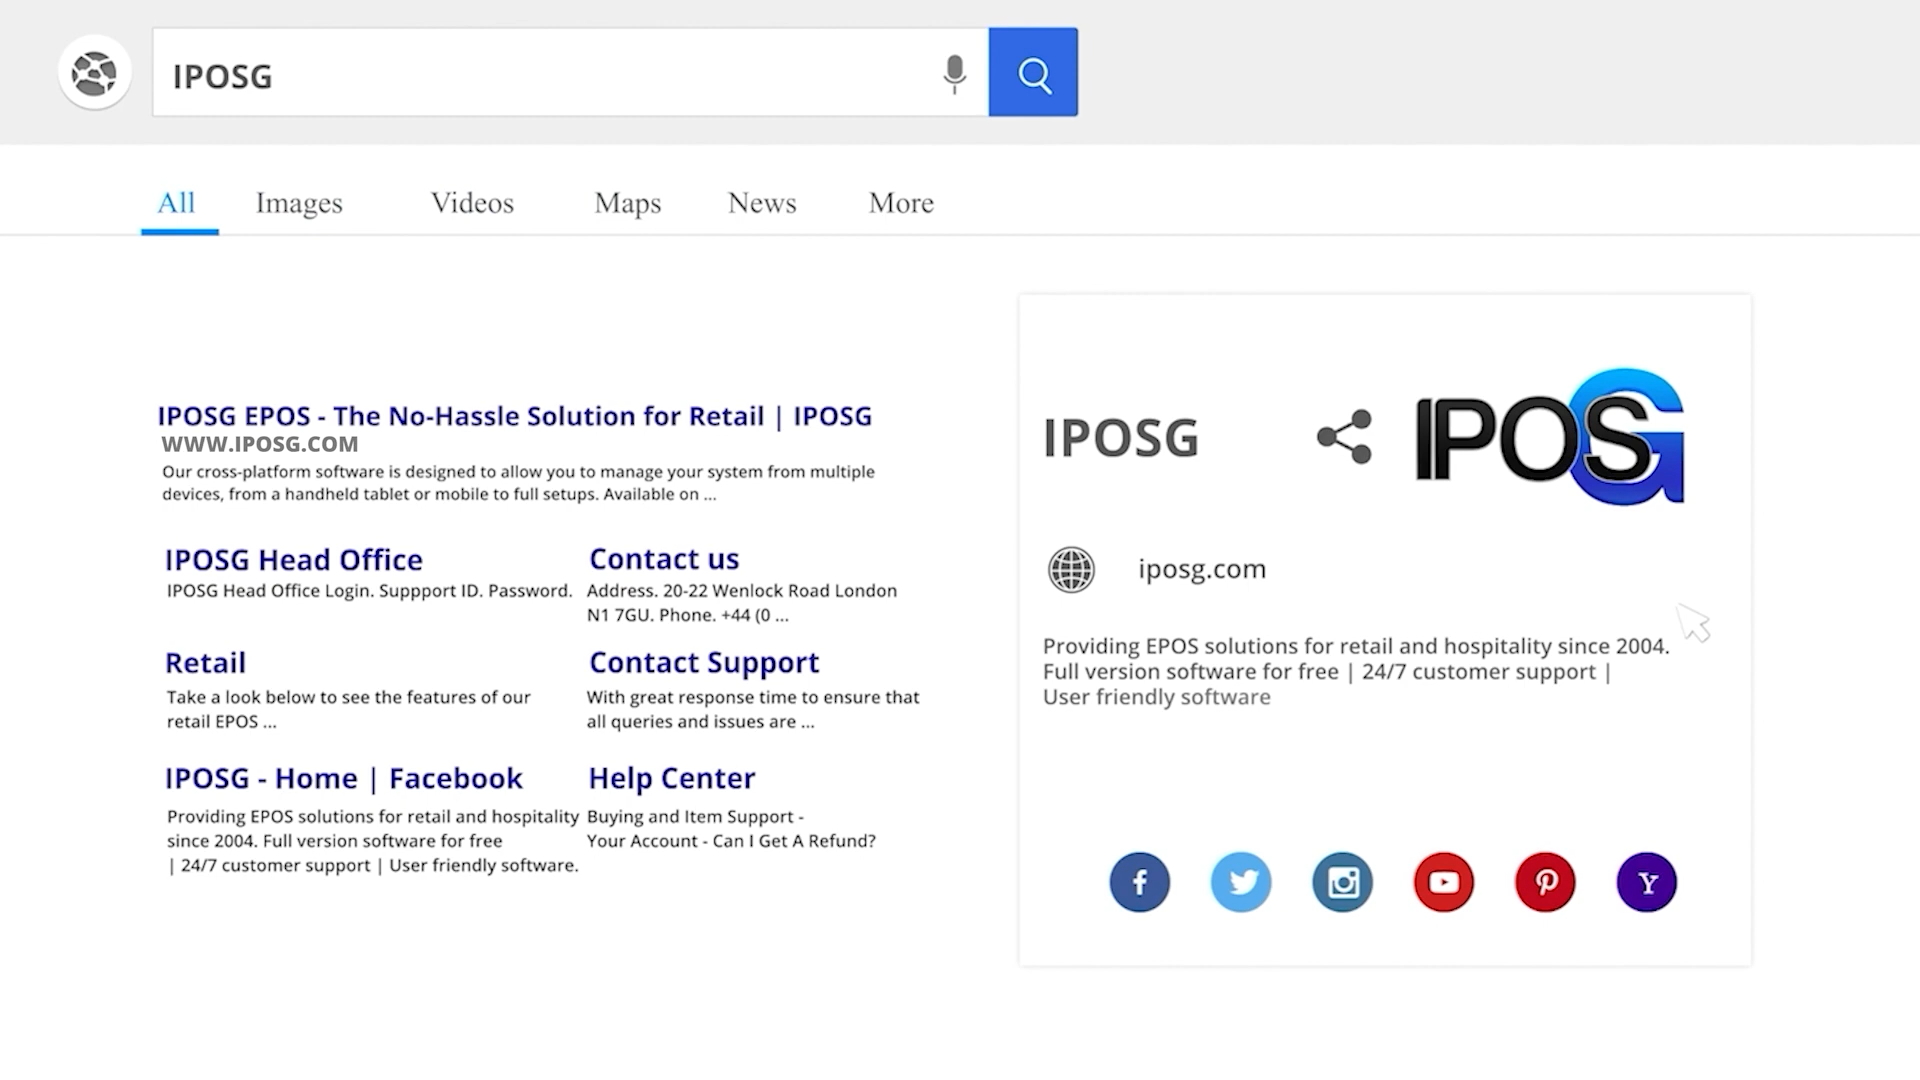 IPOSG
All Images Videos Maps News More
IPOSG EPOS - The No-Hassle Solution for Retail | IPOSG
WWW.IPOSG.COM
Our cross-platform software is designed to allow you to manage your system from multiple
devices, from a handheld tablet or mobile to full setups. Available on ...
IPOSG Head Office
IPOSG Head Office Login. Suppport ID. Password.
Contact us
Address. 20-22 Wenlock Road London
N1 7GU. Phone. +44 (0 ...
Retail
Take a look below to see the features of our
retail EPOS ...
Contact Support
With great response time to ensure that
all queries and issues are ...
IPOSG - Home | Facebook
Providing EPOS solutions for retail and hospitality
since 2004. Full version software for free
| 24/7 customer support | User friendly software.
Help Center
Buying and Item Support -
Your Account - Can I Get A Refund?
IPOSG
IPOSG
iposg.com
Providing EPOS solutions for retail and hospitality since 2004.
Full version software for free | 24/7 customer support |
User friendly software